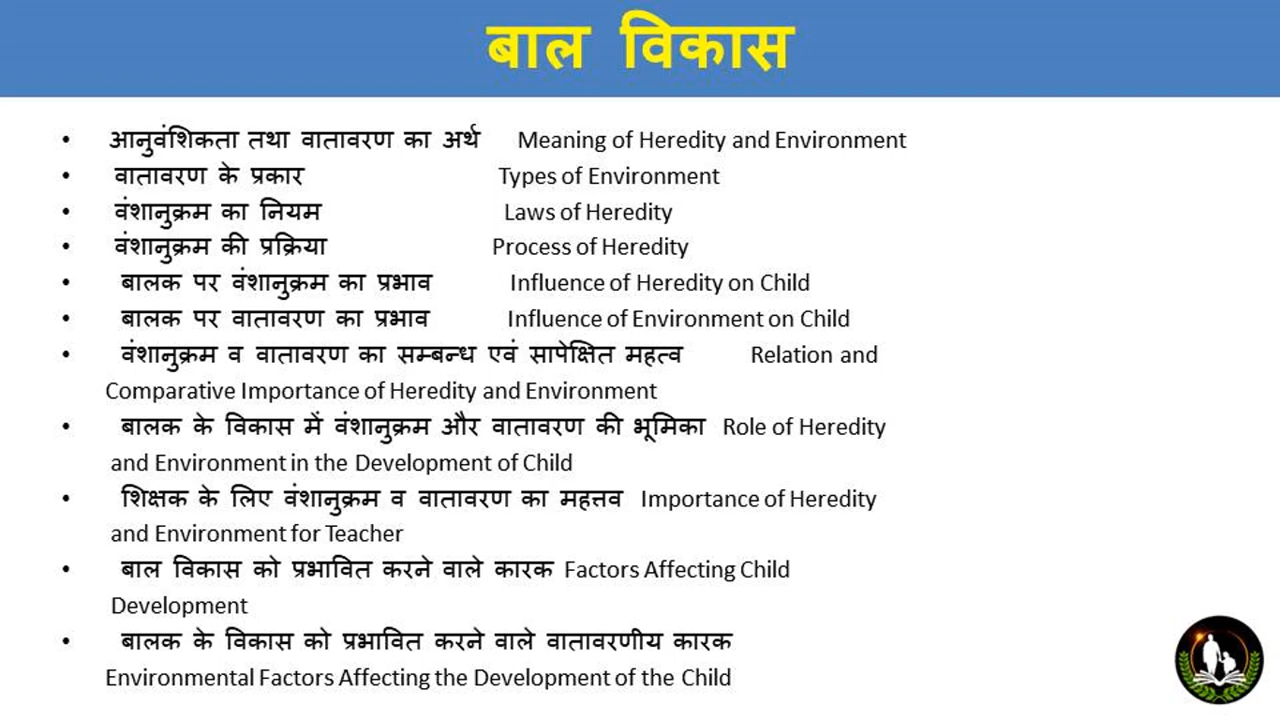 बाल विकास
• आनुवंशिकता तथा वातावरण का अर्थ Meaning of Heredity and Environment
• वातावरण के प्रकार Types of Environment
• वंशानुक्रम का नियम Laws of Heredity
• वंशानुक्रम की प्रक्रिया Process of Heredity
• बालक पर वंशानुक्रम का प्रभाव Influence of Heredity on Child
• बालक पर वातावरण का प्रभाव Influence of Environment on Child
• वंशानुक्रम व वातावरण का सम्बन्ध एवं सापेक्षित महत्व Relation and
Comparative Importance of Heredity and Environment
• बालक के विकास में वंशानुक्रम और वातावरण की भूमिका Role of Heredity
and Environment in the Development of Child
• शिक्षक के लिए वंशानुक्रम व वातावरण का महत्तव Importance of Heredity
and Environment for Teacher
• बाल विकास को प्रभावित करने वाले कारक Factors Affecting Child
Development
• बालक के विकास को प्रभावित करने वाले वातावरणीय कारक
Environmental Factors Affecting the Development of the Child